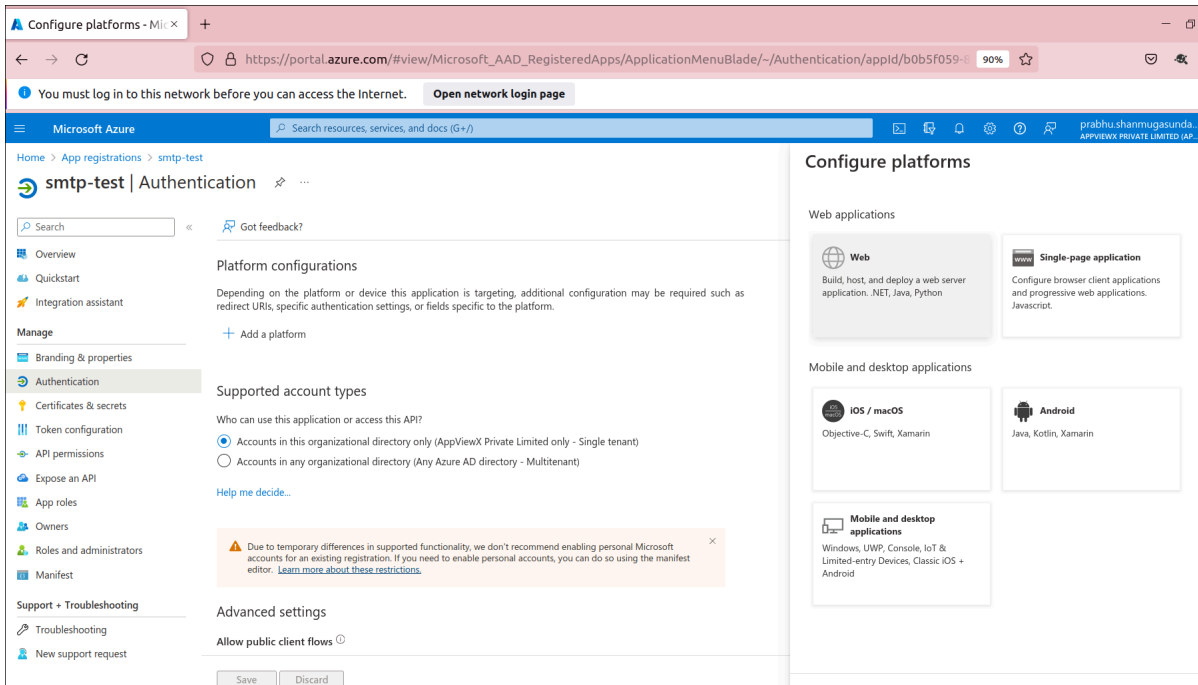 Configure platforms - Mic
https://portal.azure.com/#view/Microsoft_AAD_RegisteredApps/ApplicationMenuBlade/~/Authentication/appId/b0b5f059-8
90%
You must log in to this network before you can access the Internet.
Open network login page
Microsoft Azure
Search resources, services, and docs (G+/)
prabhu.shanmugasunda...
APPVIEWX PRIVATE LIMITED (AP...
Home > App registrations > smtp-test
smtp-test | Authentication
Search
Overview
Quickstart
Integration assistant
Manage
Branding & properties
Authentication
Certificates & secrets
Token configuration
API permissions
Expose an API
App roles
Owners
Roles and administrators
Manifest
Support + Troubleshooting
Troubleshooting
New support request
Got feedback?
Platform configurations
Depending on the platform or device this application is targeting, additional configuration may be required such as
redirect URIs, specific authentication settings, or fields specific to the platform.
Add a platform
Supported account types
Who can use this application or access this API?
Accounts in this organizational directory only (AppViewX Private Limited only - Single tenant)
Accounts in any organizational directory (Any Azure AD directory - Multitenant)
Help me decide...
Due to temporary differences in supported functionality, we don't recommend enabling personal Microsoft
accounts for an existing registration. If you need to enable personal accounts, you can do so using the manifest
editor. Learn more about these restrictions.
Advanced settings
Allow public client flows
Save
Discard
Configure platforms
Web applications
Web
Build, host, and deploy a web server
application. .NET, Java, Python
www
Single-page application
Configure browser client applications
and progressive web applications.
Javascript.
Mobile and desktop applications
iOS
macOS
iOS / macOS
Objective-C, Swift, Xamarin
Android
Java, Kotlin, Xamarin
Mobile and desktop
applications
Windows, UWP, Console, IoT &
Limited-entry Devices, Classic iOS +
Android